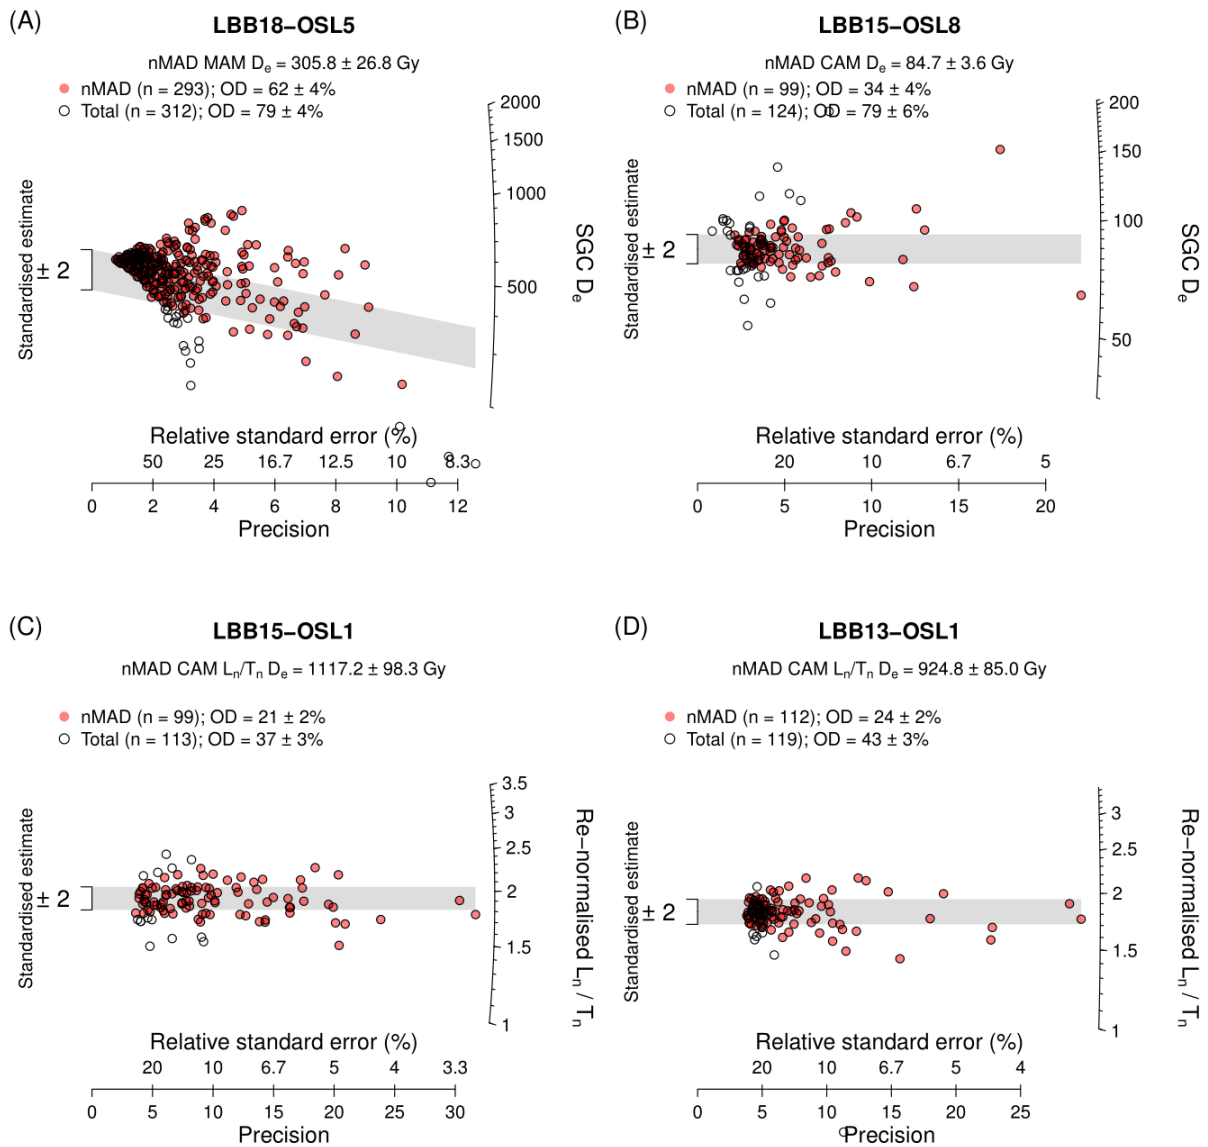 (A)
LBB18−OSL5
nMAD MAM De = 305.8 ± 26.8 Gy
nMAD (n = 293); OD = 62 ± 4%
Total (n = 312); OD = 79 ± 4%
Standardised estimate
± 2
2000
1500
1000
500
SGC De
Relative standard error (%)
50 25 16.7 12.5 10 8.3
0 2 4 6 8 10 12
Precision
(B)
LBB15−OSL8
nMAD CAM De = 84.7 ± 3.6 Gy
nMAD (n = 99); OD = 34 ± 4%
Total (n = 124); OD = 79 ± 6%
Standardised estimate
± 2
200
150
100
50
SGC De
Relative standard error (%)
20 10 6.7 5
0 5 10 15 20
Precision
(C)
LBB15−OSL1
nMAD CAM Ln/Tn De = 1117.2 ± 98.3 Gy
nMAD (n = 99); OD = 21 ± 2%
Total (n = 113); OD = 37 ± 3%
Standardised estimate
± 2
3.5
3
2.5
2
1.5
1
Re−normalised Ln / Tn
Relative standard error (%)
20 10 6.7 5 4 3.3
0 5 10 15 20 25 30
Precision
(D)
LBB13−OSL1
nMAD CAM Ln/Tn De = 924.8 ± 85.0 Gy
nMAD (n = 112); OD = 24 ± 2%
Total (n = 119); OD = 43 ± 3%
Standardised estimate
± 2
3
2.5
2
1.5
1
Re−normalised Ln / Tn
Relative standard error (%)
20 10 6.7 5 4
0 5 10 15 20 25
Precision